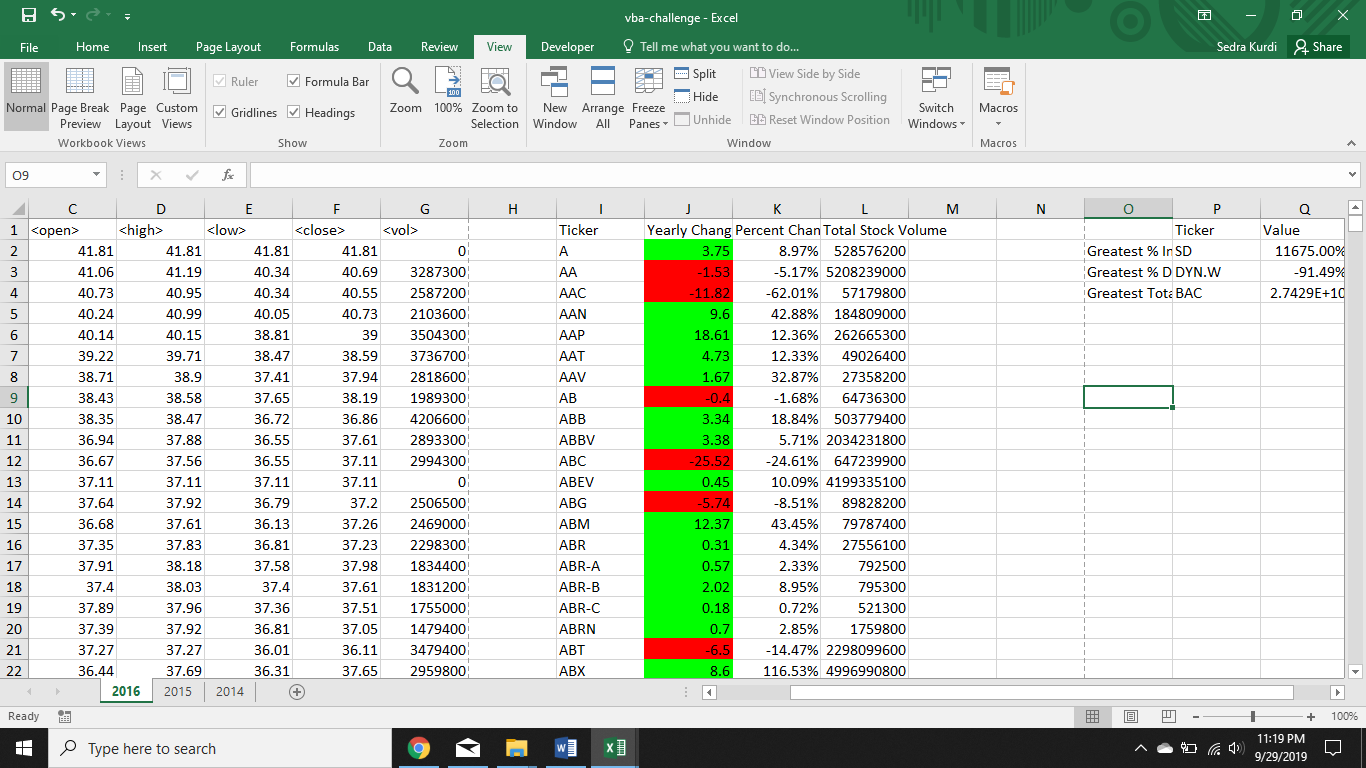 vba-challenge - Excel
File Home Insert Page Layout Formulas Data Review View Developer Tell me what you want to do... Sedra Kurdi Share
Normal Page Break Preview Page Layout Custom Views
Ruler Formula Bar
Gridlines Headings
Zoom 100% Zoom to Selection
New Window Arrange All Freeze Panes
Split
Hide
Unhide
View Side by Side
Synchronous Scrolling
Reset Window Position
Switch Windows
Macros
Workbook Views Show Zoom Window Macros
O9 fx
C D E F G H I J K L M N O P Q
1 <open> <high> <low> <close> <vol> Ticker Yearly Chang Percent Chan Total Stock Volume Ticker Value
2 41.81 41.81 41.81 41.81 0 A 3.75 8.97% 528576200 Greatest % In SD 11675.00%
3 41.06 41.19 40.34 40.69 3287300 AA -1.53 -5.17% 5208239000 Greatest % D DYN.W -91.49%
4 40.73 40.95 40.34 40.55 2587200 AAC -11.82 -62.01% 57179800 Greatest Tota BAC 2.7429E+10
5 40.24 40.99 40.05 40.73 2103600 AAN 9.6 42.88% 184809000
6 40.14 40.15 38.81 39 3504300 AAP 18.61 12.36% 262665300
7 39.22 39.71 38.47 38.59 3736700 AAT 4.73 12.33% 49026400
8 38.71 38.9 37.41 37.94 2818600 AAV 1.67 32.87% 27358200
9 38.43 38.58 37.65 38.19 1989300 AB -0.4 -1.68% 64736300
10 38.35 38.47 36.72 36.86 4206600 ABB 3.34 18.84% 503779400
11 36.94 37.88 36.55 37.61 2893300 ABBV 3.38 5.71% 2034231800
12 36.67 37.56 36.55 37.11 2994300 ABC -25.52 -24.61% 647239900
13 37.11 37.11 37.11 37.11 0 ABEV 0.45 10.09% 4199335100
14 37.64 37.92 36.79 37.2 2506500 ABG -5.74 -8.51% 89828200
15 36.68 37.61 36.13 37.26 2469000 ABM 12.37 43.45% 79787400
16 37.35 37.83 36.81 37.23 2298300 ABR 0.31 4.34% 27556100
17 37.91 38.18 37.58 37.98 1834400 ABR-A 0.57 2.33% 792500
18 37.4 38.03 37.4 37.61 1831200 ABR-B 2.02 8.95% 795300
19 37.89 37.96 37.36 37.51 1755000 ABR-C 0.18 0.72% 521300
20 37.39 37.92 36.81 37.05 1479400 ABRN 0.7 2.85% 1759800
21 37.27 37.27 36.01 36.11 3479400 ABT -6.5 -14.47% 2298099600
22 36.44 37.69 36.31 37.65 2959800 ABX 8.6 116.53% 4996990800
2016 2015 2014
Ready 100%
Type here to search
11:19 PM
9/29/2019